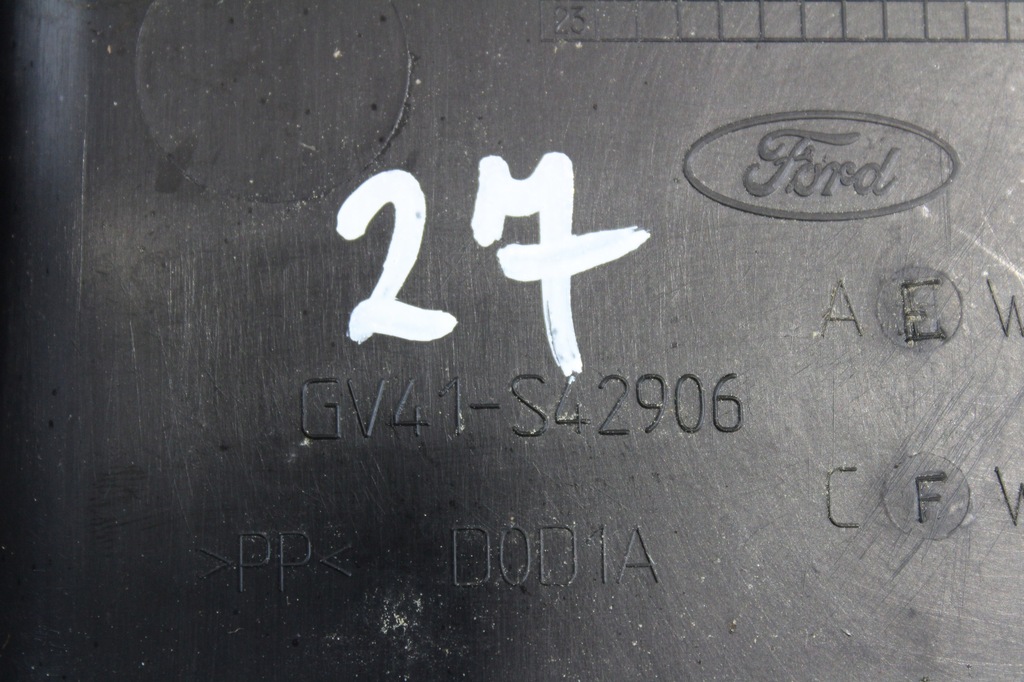 23
Ford
27
A E W
GV41-S42906
C F W
>PP< D0D1A